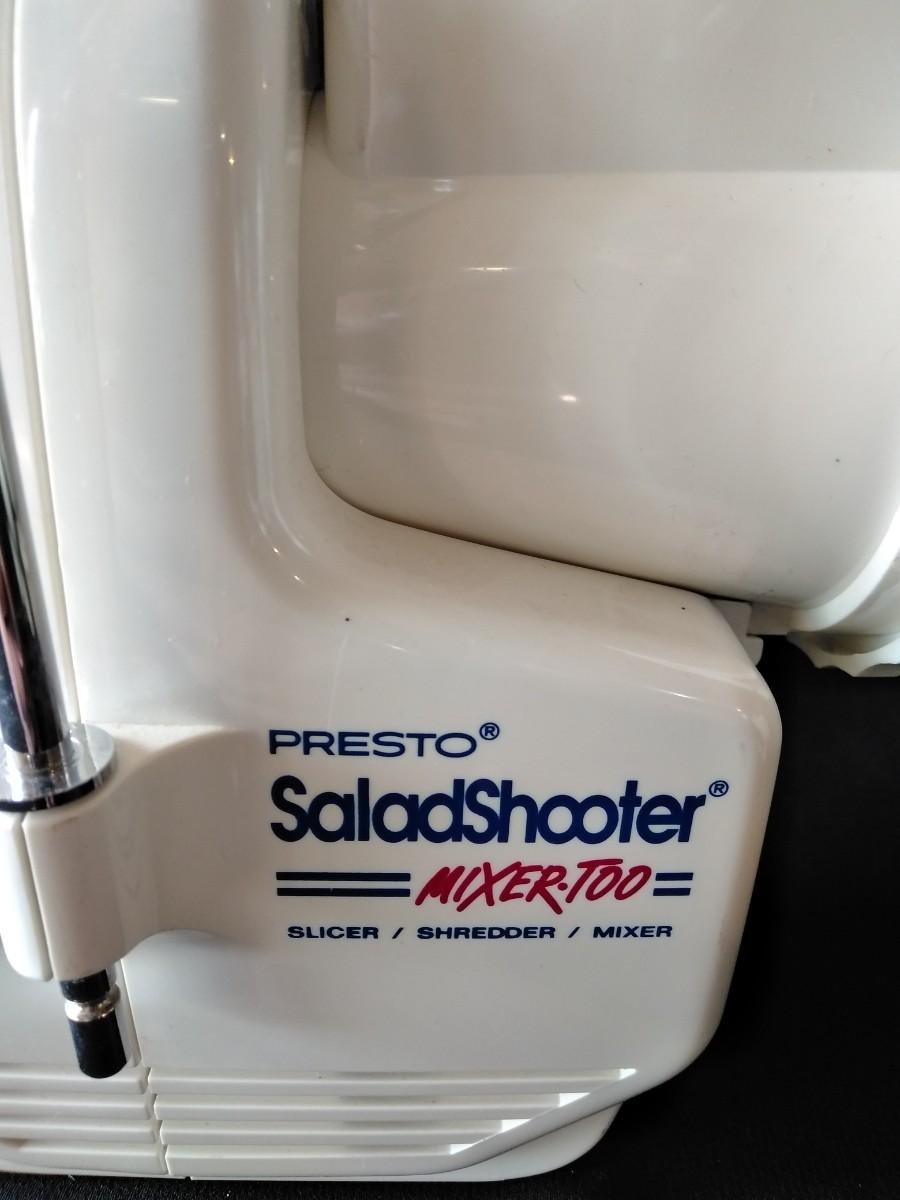 PRESTO®
SaladShooter®
MIXER·TOO
SLICER / SHREDDER / MIXER